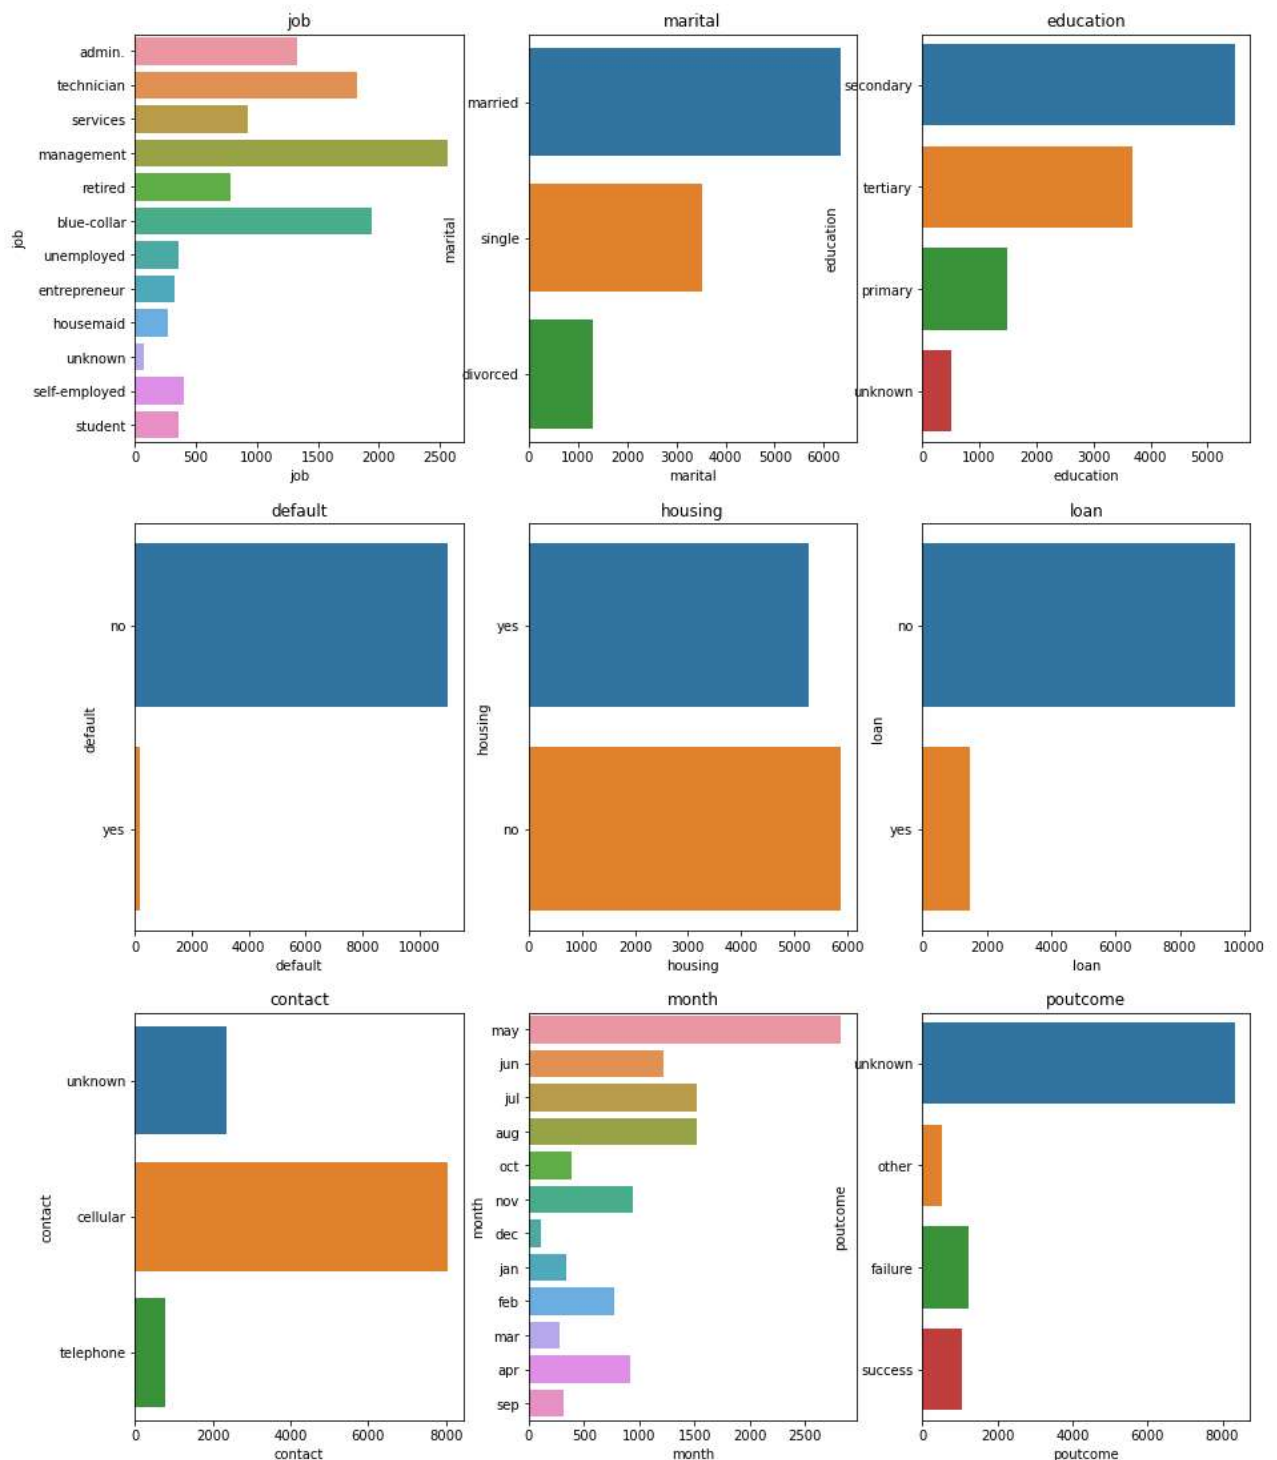 job
admin.
technician
services
management
retired
blue-collar
unemployed
entrepreneur
housemaid
unknown
self-employed
student
job
0 500 1000 1500 2000 2500
job
marital
married
single
divorced
marital
0 1000 2000 3000 4000 5000 6000
marital
education
secondary
tertiary
primary
unknown
education
0 1000 2000 3000 4000 5000
education
default
no
yes
default
0 2000 4000 6000 8000 10000
default
housing
yes
no
housing
0 1000 2000 3000 4000 5000 6000
housing
loan
no
yes
loan
0 2000 4000 6000 8000 10000
loan
contact
unknown
cellular
telephone
contact
0 2000 4000 6000 8000
contact
month
may
jun
jul
aug
oct
nov
dec
jan
feb
mar
apr
sep
month
0 500 1000 1500 2000 2500
month
poutcome
unknown
other
failure
success
poutcome
0 2000 4000 6000 8000
poutcome